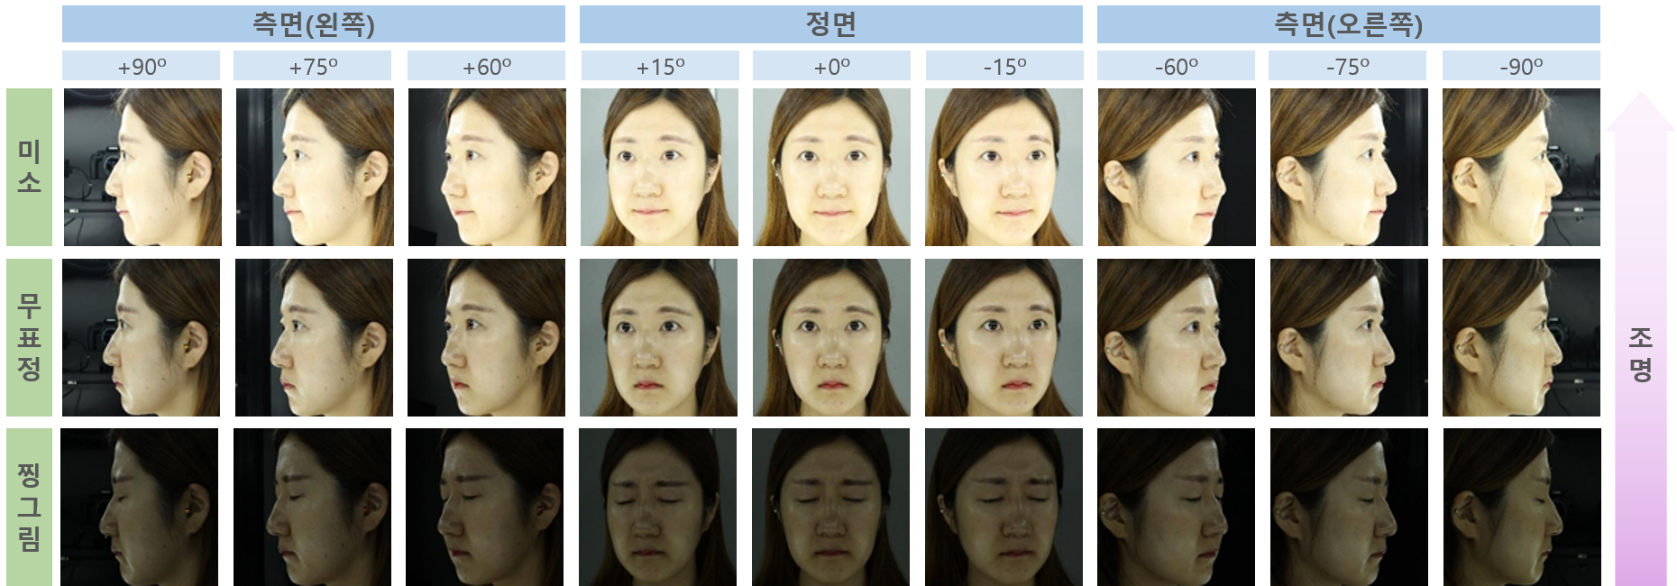 측면(왼쪽) 정면 측면(오른쪽)
+90º +75º +60º +15º +0º -15º -60º -75º -90º
미소
무표정
찡그림
조명